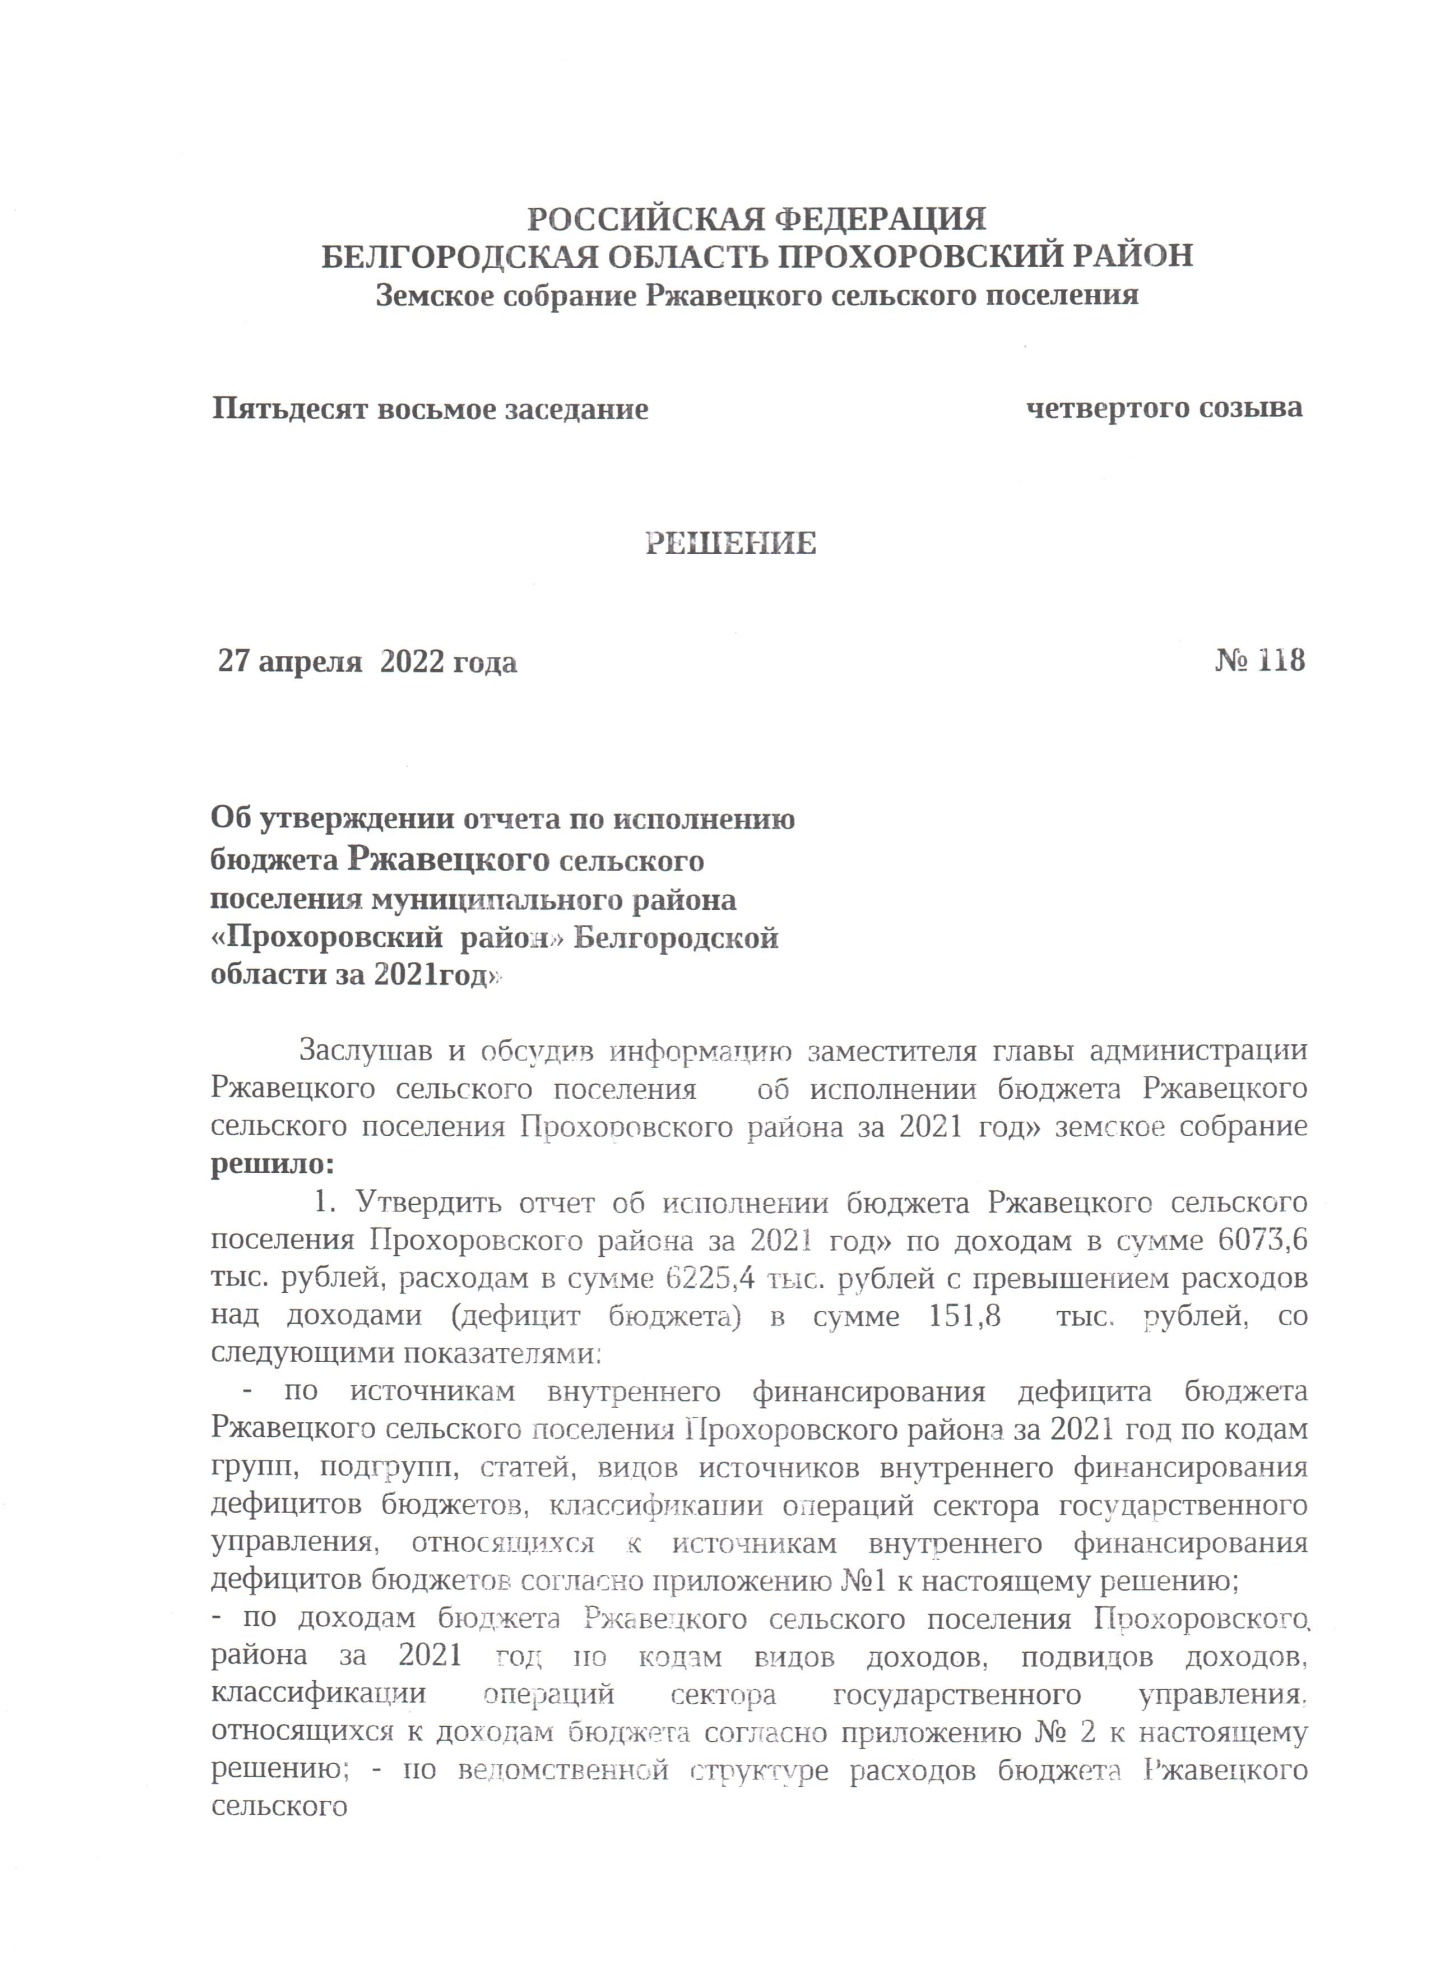 РОССИЙСКАЯ ФЕДЕРАЦИЯ
БЕЛГОРОДСКАЯ ОБЛАСТЬ ПРОХОРОВСКИЙ РАЙОН
Земское собрание Ржавецкого сельского поселения
Пятьдесят восьмое заседание четвертого созыва
РЕШЕНИЕ
27 апреля 2022 года № 118
Об утверждении отчета по исполнению
бюджета Ржавецкого сельского
поселения муниципального района
«Прохоровский район» Белгородской
области за 2021год»
Заслушав и обсудив информацию заместителя главы администрации
Ржавецкого сельского поселения об исполнении бюджета Ржавецкого
сельского поселения Прохоровского района за 2021 год» земское собрание
решило:
1. Утвердить отчет об исполнении бюджета Ржавецкого сельского
поселения Прохоровского района за 2021 год» по доходам в сумме 6073,6
тыс. рублей, расходам в сумме 6225,4 тыс. рублей с превышением расходов
над доходами (дефицит бюджета) в сумме 151,8 тыс. рублей, со
следующими показателями:
- по источникам внутреннего финансирования дефицита бюджета
Ржавецкого сельского поселения Прохоровского района за 2021 год по кодам
групп, подгрупп, статей, видов источников внутреннего финансирования
дефицитов бюджетов, классификации операций сектора государственного
управления, относящихся к источникам внутреннего финансирования
дефицитов бюджетов согласно приложению №1 к настоящему решению;
- по доходам бюджета Ржавецкого сельского поселения Прохоровского
района за 2021 год по кодам видов доходов, подвидов доходов,
классификации операций сектора государственного управления,
относящихся к доходам бюджета согласно приложению № 2 к настоящему
решению; - по ведомственной структуре расходов бюджета Ржавецкого
сельского